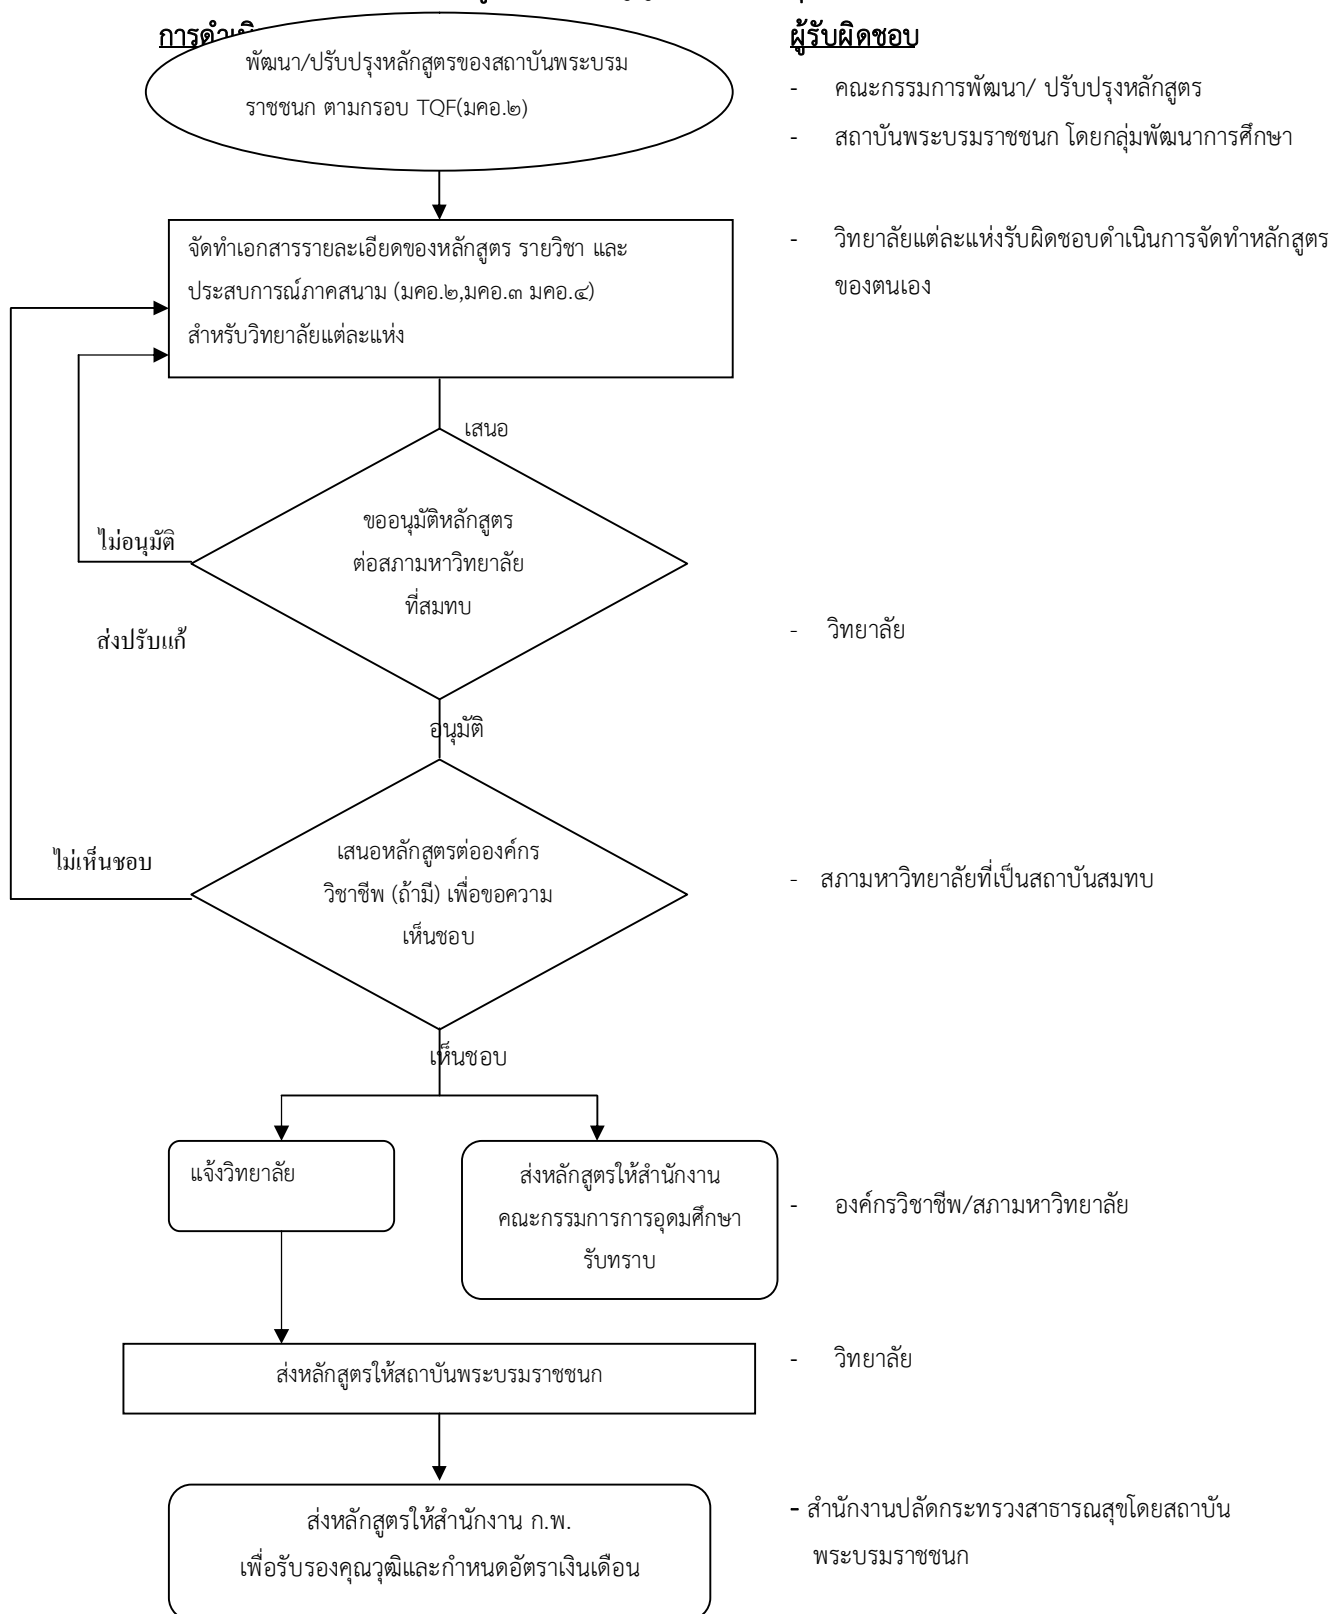 ผู้รับผิดชอบ
พัฒนา/ปรับปรุงหลักสูตรของสถาบันพระบรม
ราชชนก ตามกรอบ TQF(มคอ.๒)
- คณะกรรมการพัฒนา/ ปรับปรุงหลักสูตร
- สถาบันพระบรมราชชนก โดยกลุ่มพัฒนาการศึกษา
จัดทำเอกสารรายละเอียดของหลักสูตร รายวิชา และ
ประสบการณ์ภาคสนาม (มคอ.๒,มคอ.๓ มคอ.๔)
สำหรับวิทยาลัยแต่ละแห่ง
- วิทยาลัยแต่ละแห่งรับผิดชอบดำเนินการจัดทำหลักสูตร
ของตนเอง
เสนอ
ขออนุมัติหลักสูตร
ต่อสภามหาวิทยาลัย
ที่สมทบ
ไม่อนุมัติ
ส่งปรับแก้
- วิทยาลัย
อนุมัติ
เสนอหลักสูตรต่อองค์กร
วิชาชีพ (ถ้ามี) เพื่อขอความ
เห็นชอบ
ไม่เห็นชอบ
- สภามหาวิทยาลัยที่เป็นสถาบันสมทบ
เห็นชอบ
แจ้งวิทยาลัย
ส่งหลักสูตรให้สำนักงาน
คณะกรรมการการอุดมศึกษา
รับทราบ
- องค์กรวิชาชีพ/สภามหาวิทยาลัย
ส่งหลักสูตรให้สถาบันพระบรมราชชนก
- วิทยาลัย
ส่งหลักสูตรให้สำนักงาน ก.พ.
เพื่อรับรองคุณวุฒิและกำหนดอัตราเงินเดือน
- สำนักงานปลัดกระทรวงสาธารณสุขโดยสถาบัน
พระบรมราชชนก